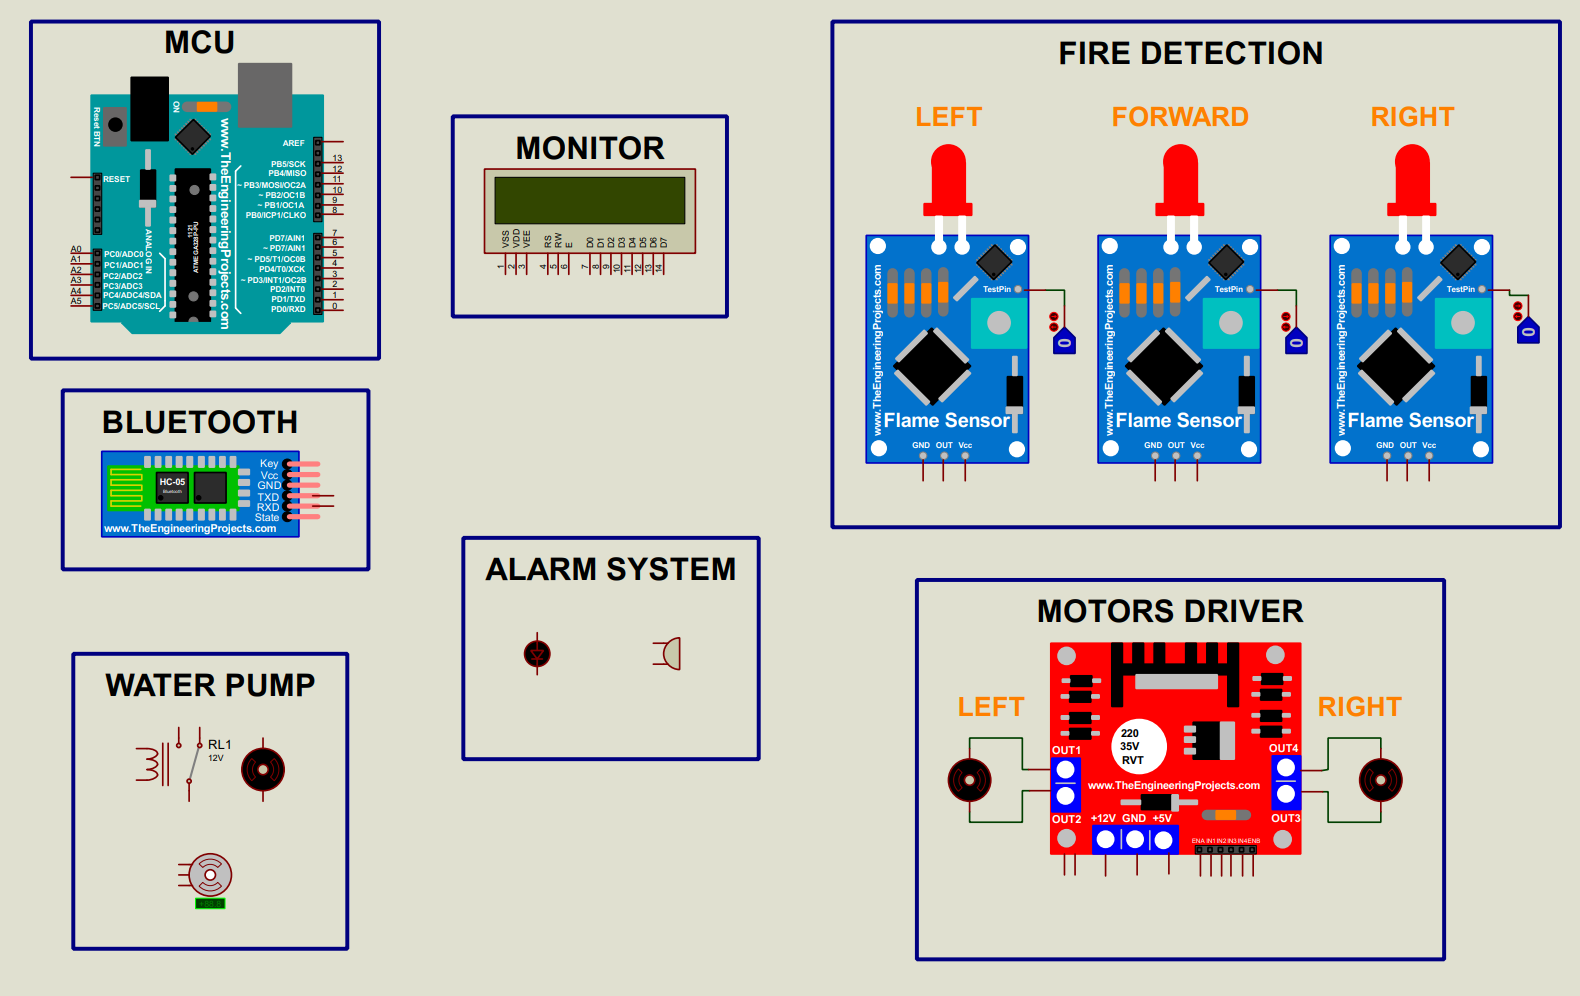 MCU
Reset BTN
ON
www.TheEngineeringProjects.com
AREF
RESET
PB5/SCK 13
PB4/MISO 12
~ PB3/MOSI/OC2A 11
~ PB2/OC1B 10
~ PB1/OC1A 9
PB0/ICP1/CLKO 8
ANALOG IN
1121
ATMEGA328P-PU
PD7/AIN1 7
~ PD7/AIN1 6
~ PD5/T1/OC0B 5
PD4/T0/XCK 4
~ PD3/INT1/OC2B 3
PD2/INT0 2
PD1/TXD 1
PD0/RXD 0
A0 PC0/ADC0
A1 PC1/ADC1
A2 PC2/ADC2
A3 PC3/ADC3
A4 PC4/ADC4/SDA
A5 PC5/ADC5/SCL
MONITOR
VSS VDD VEE RS RW E D0 D1 D2 D3 D4 D5 D6 D7
1 2 3 4 5 6 7 8 9 10 11 12 13 14
FIRE DETECTION
LEFT FORWARD RIGHT
www.TheEngineeringProjects.com
TestPin
0
Flame Sensor
GND OUT Vcc
www.TheEngineeringProjects.com
TestPin
0
Flame Sensor
GND OUT Vcc
www.TheEngineeringProjects.com
TestPin
0
Flame Sensor
GND OUT Vcc
BLUETOOTH
HC-05
Bluetooth
Key
Vcc
GND
TXD
RXD
State
www.TheEngineeringProjects.com
ALARM SYSTEM
WATER PUMP
RL1
12V
MOTORS DRIVER
LEFT RIGHT
220
35V
RVT
OUT1 OUT4
www.TheEngineeringProjects.com
OUT2 +12V GND +5V OUT3
ENA IN1 IN2 IN3 IN4 ENB